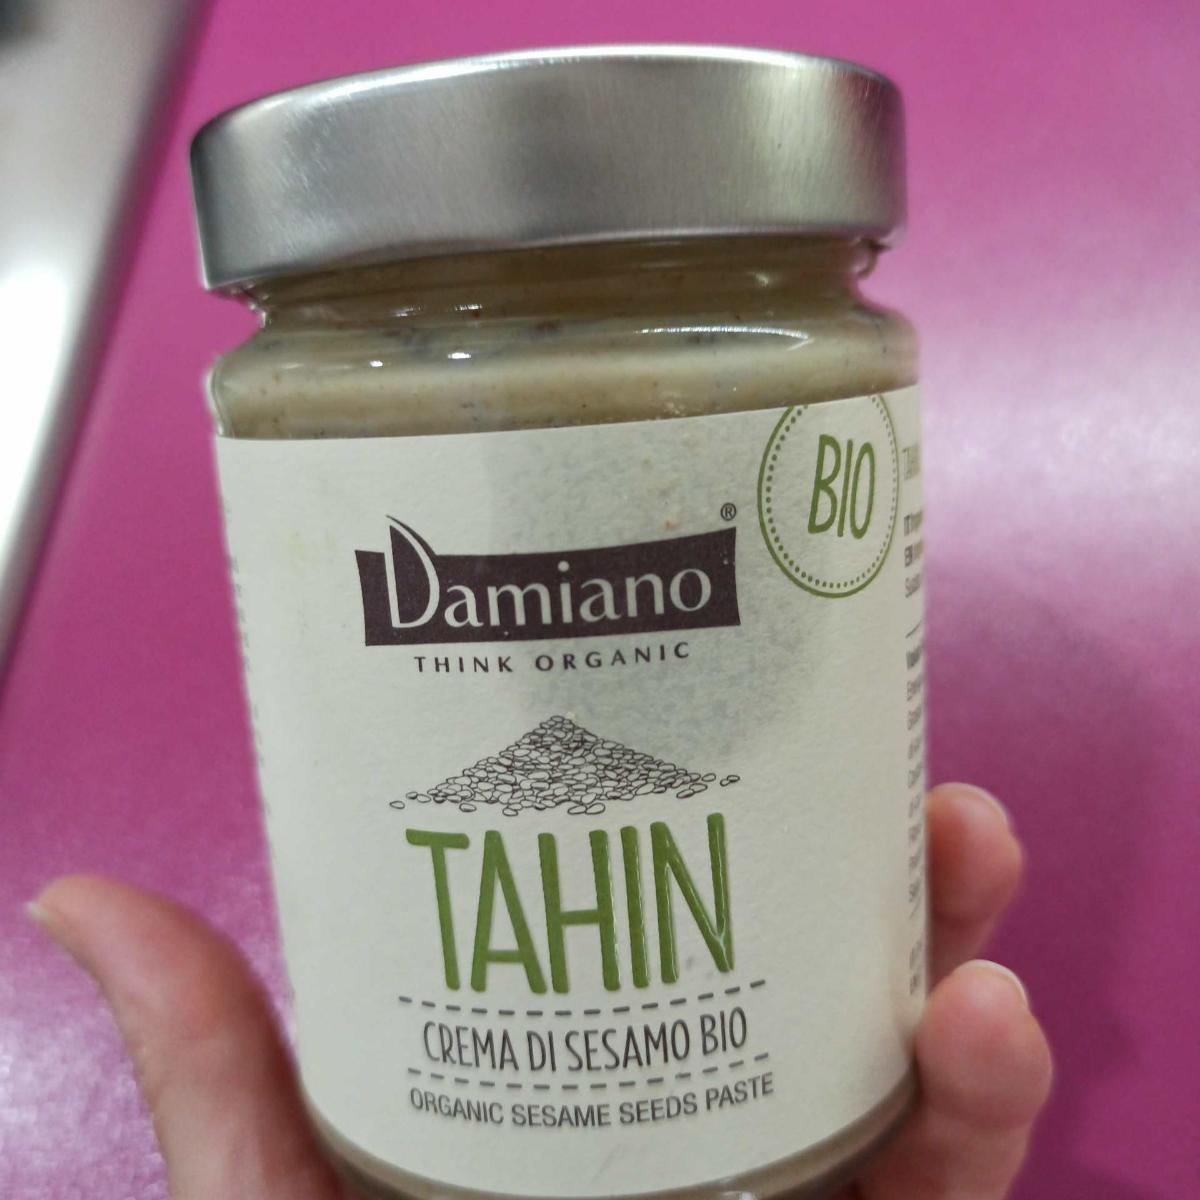 Damiano®
THINK ORGANIC
BIO
TAHIN
CREMA DI SESAMO BIO
ORGANIC SESAME SEEDS PASTE